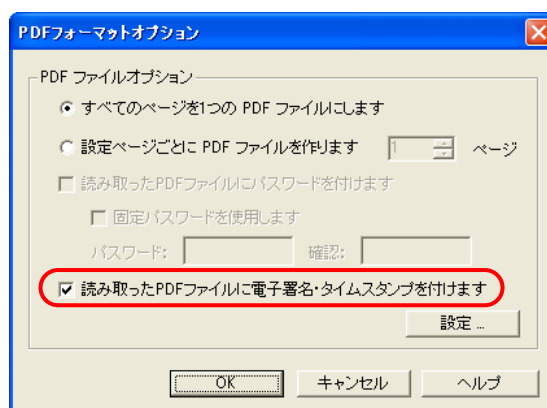 PDFフォーマットオプション
PDF ファイルオプション
すべてのページを1つの PDF ファイルにします
設定ページごとに PDF ファイルを作ります 1 ページ
読み取ったPDFファイルにパスワードを付けます
固定パスワードを使用します
パスワード: 確認:
読み取ったPDFファイルに電子署名・タイムスタンプを付けます
設定 ...
OK キャンセル ヘルプ